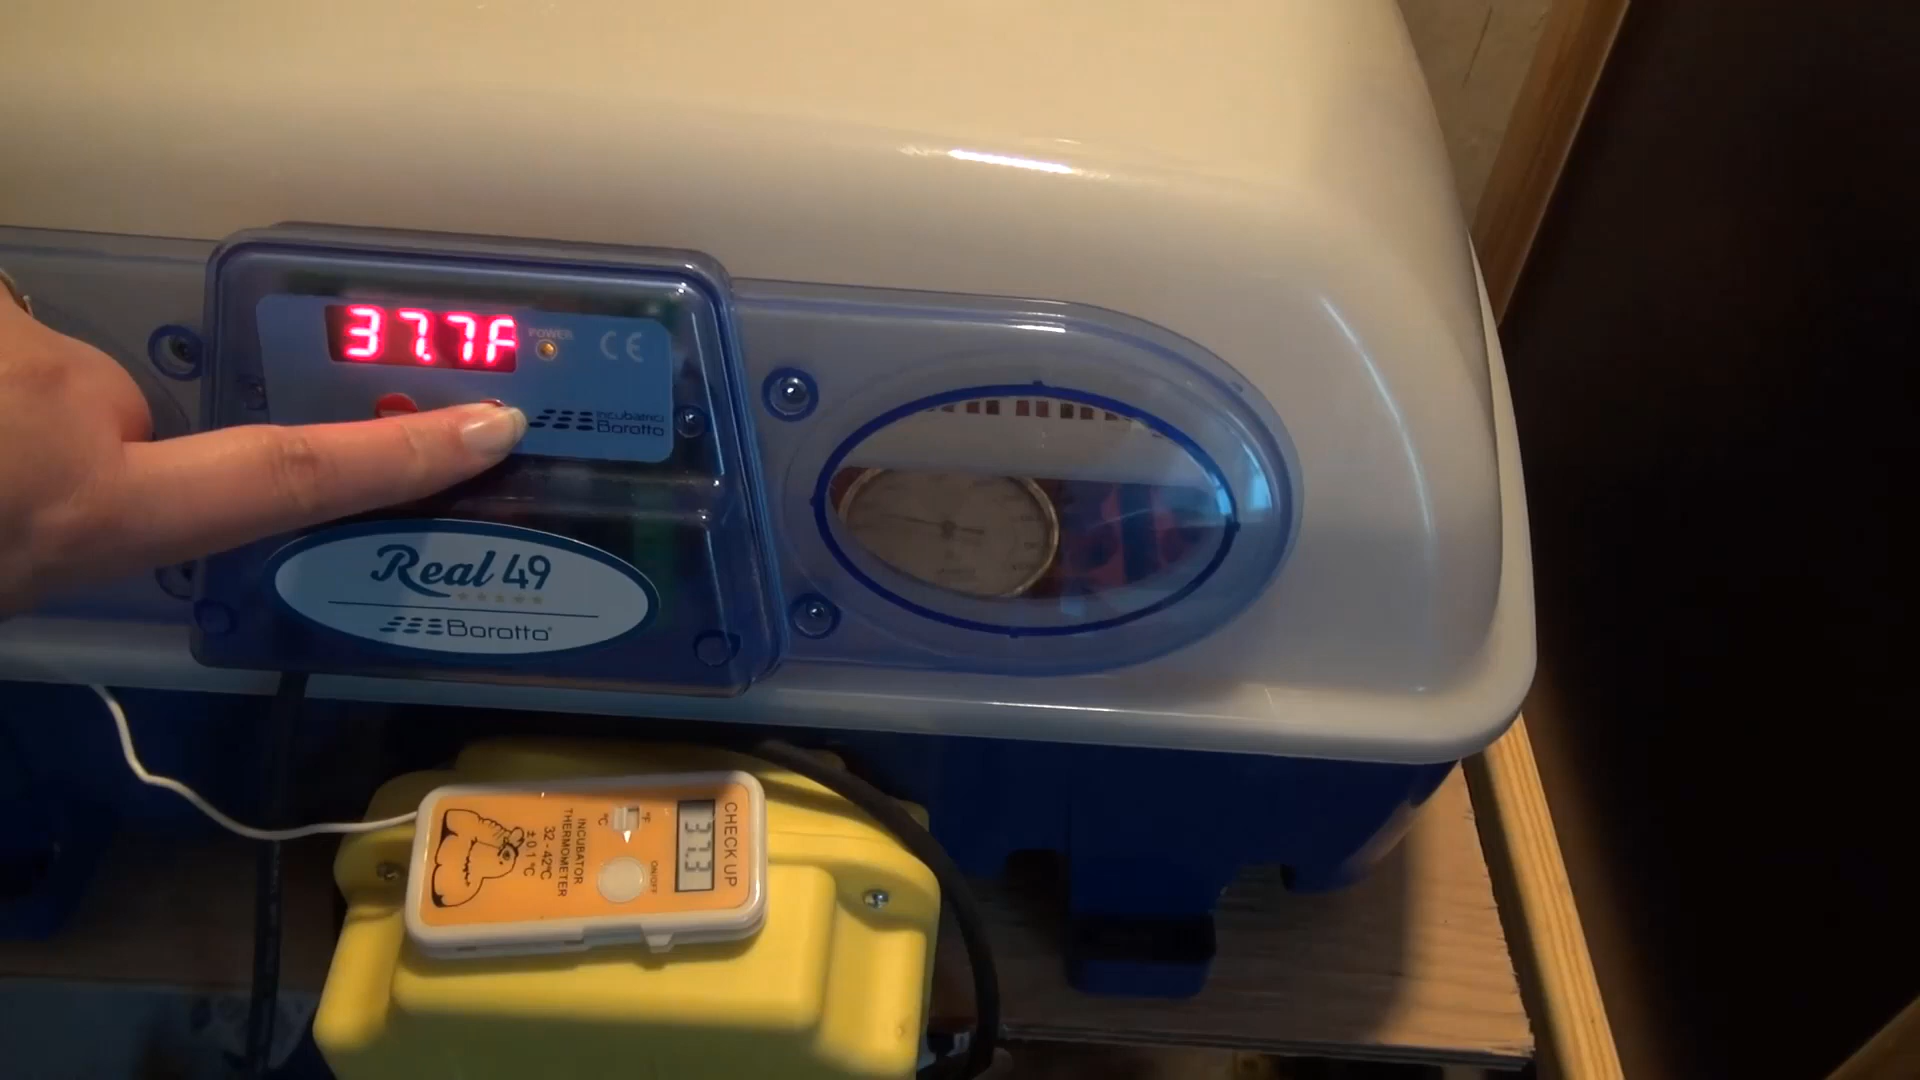 37.7F
POWER
CE
Incubatrici
Borotto
Real 49
Borotto®
CHECK UP
37.3
°F
°C
ON/OFF
INCUBATOR
THERMOMETER
32 - 42°C
±0.1°C